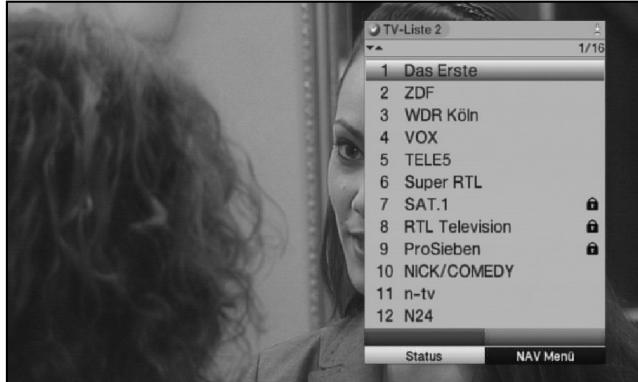 TV-Liste 2
1/16
1 Das Erste
2 ZDF
3 WDR Köln
4 VOX
5 TELE5
6 Super RTL
7 SAT.1
8 RTL Television
9 ProSieben
10 NICK/COMEDY
11 n-tv
12 N24
Status NAV Menü